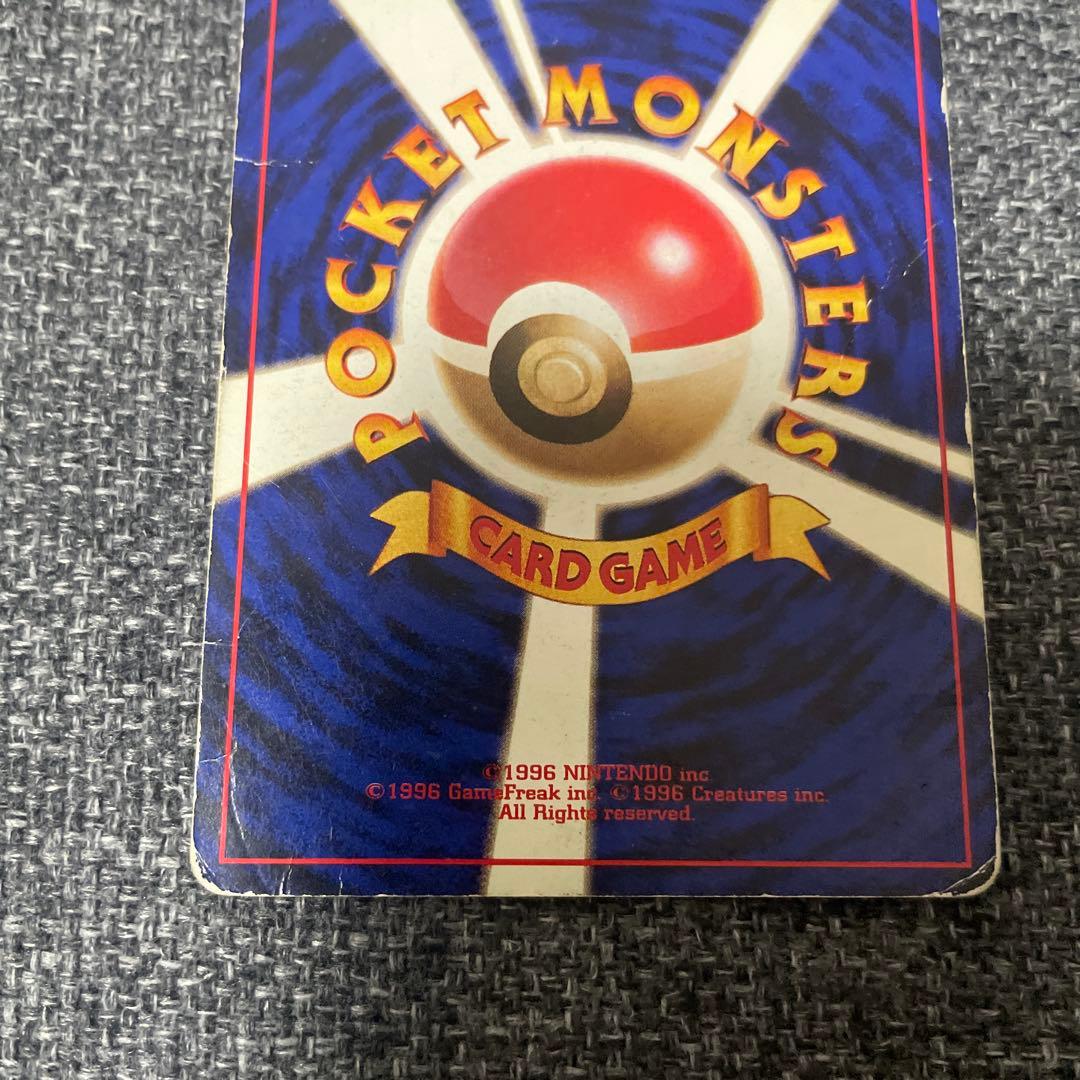 POCKET MONSTERS
CARD GAME
©1996 NINTENDO inc.
©1996 GameFreak inc. ©1996 Creatures inc.
All Rights reserved.